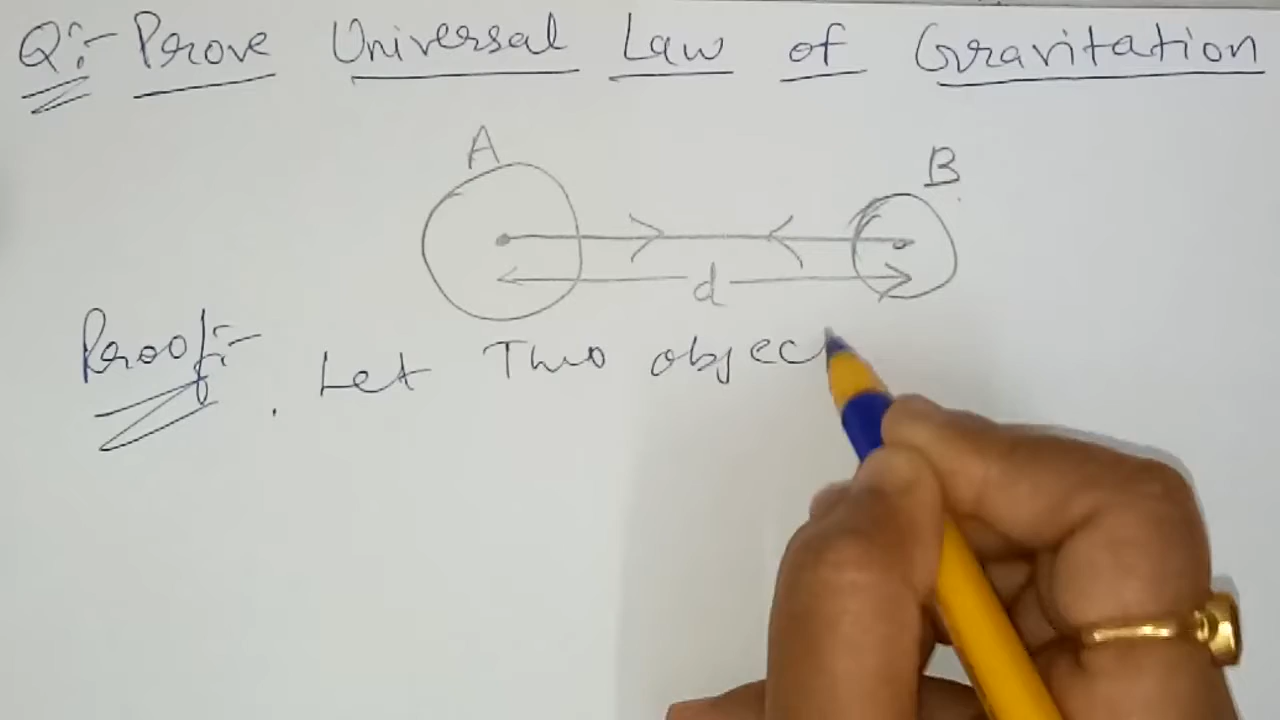 Q:- Prove Universal Law of Gravitation
A
B
d
Proof:- Let Two objec